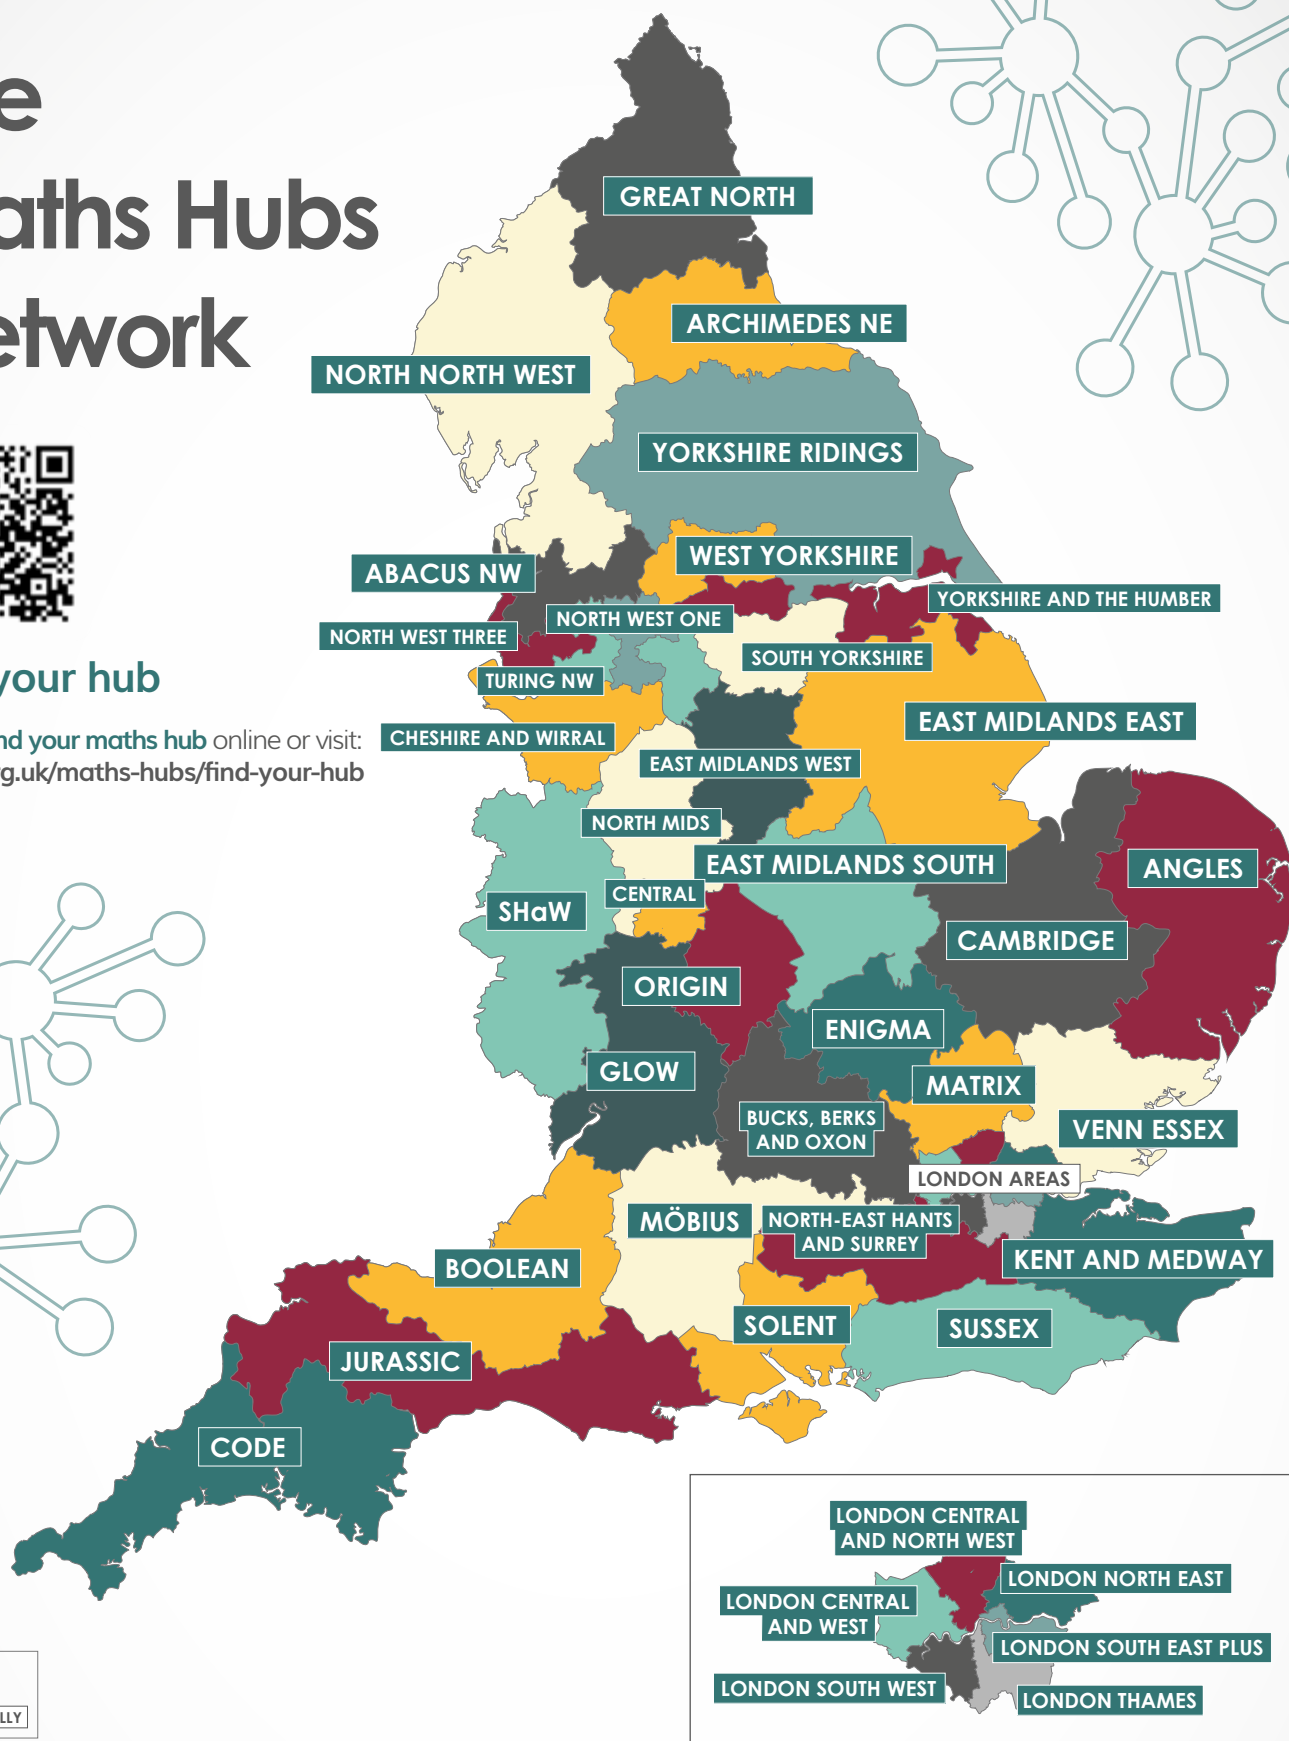 e
aths Hubs
etwork
your hub
nd your maths hub online or visit:
rg.uk/maths-hubs/find-your-hub
GREAT NORTH
ARCHIMEDES NE
NORTH NORTH WEST
YORKSHIRE RIDINGS
WEST YORKSHIRE
ABACUS NW
YORKSHIRE AND THE HUMBER
NORTH WEST ONE
NORTH WEST THREE
SOUTH YORKSHIRE
TURING NW
EAST MIDLANDS EAST
CHESHIRE AND WIRRAL
EAST MIDLANDS WEST
NORTH MIDS
EAST MIDLANDS SOUTH
ANGLES
CENTRAL
SHaW
CAMBRIDGE
ORIGIN
ENIGMA
GLOW
MATRIX
BUCKS, BERKS
AND OXON
VENN ESSEX
LONDON AREAS
MÖBIUS
NORTH-EAST HANTS
AND SURREY
KENT AND MEDWAY
BOOLEAN
SOLENT
SUSSEX
JURASSIC
CODE
LONDON CENTRAL
AND NORTH WEST
LONDON NORTH EAST
LONDON CENTRAL
AND WEST
LONDON SOUTH EAST PLUS
LONDON SOUTH WEST
LONDON THAMES
LLY